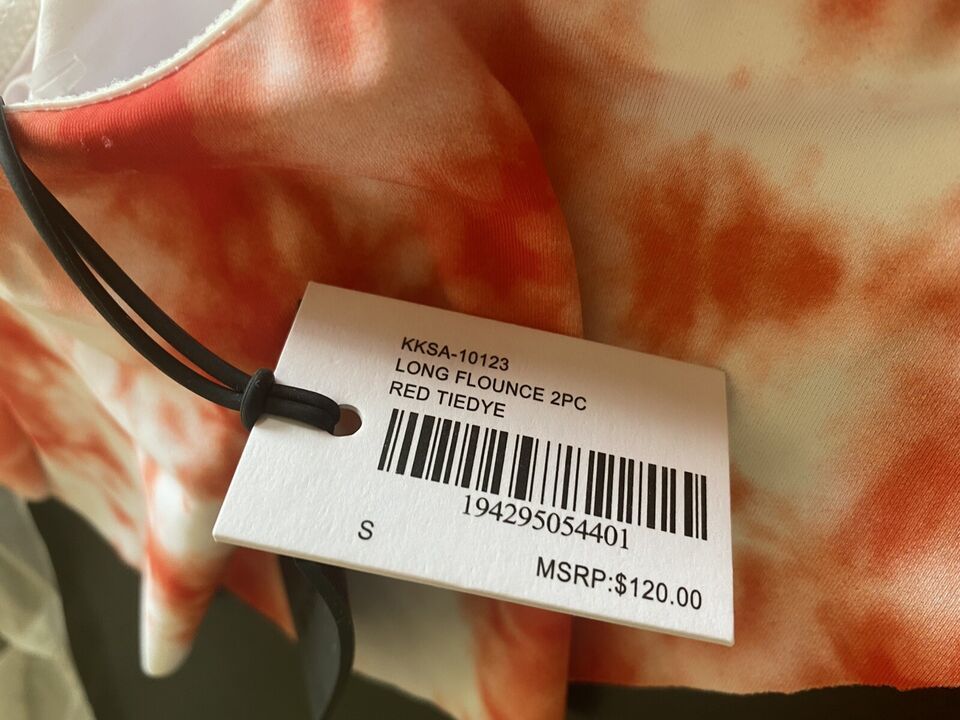 KKSA-10123
LONG FLOUNCE 2PC
RED TIEDYE
194295054401
S
MSRP:$120.00